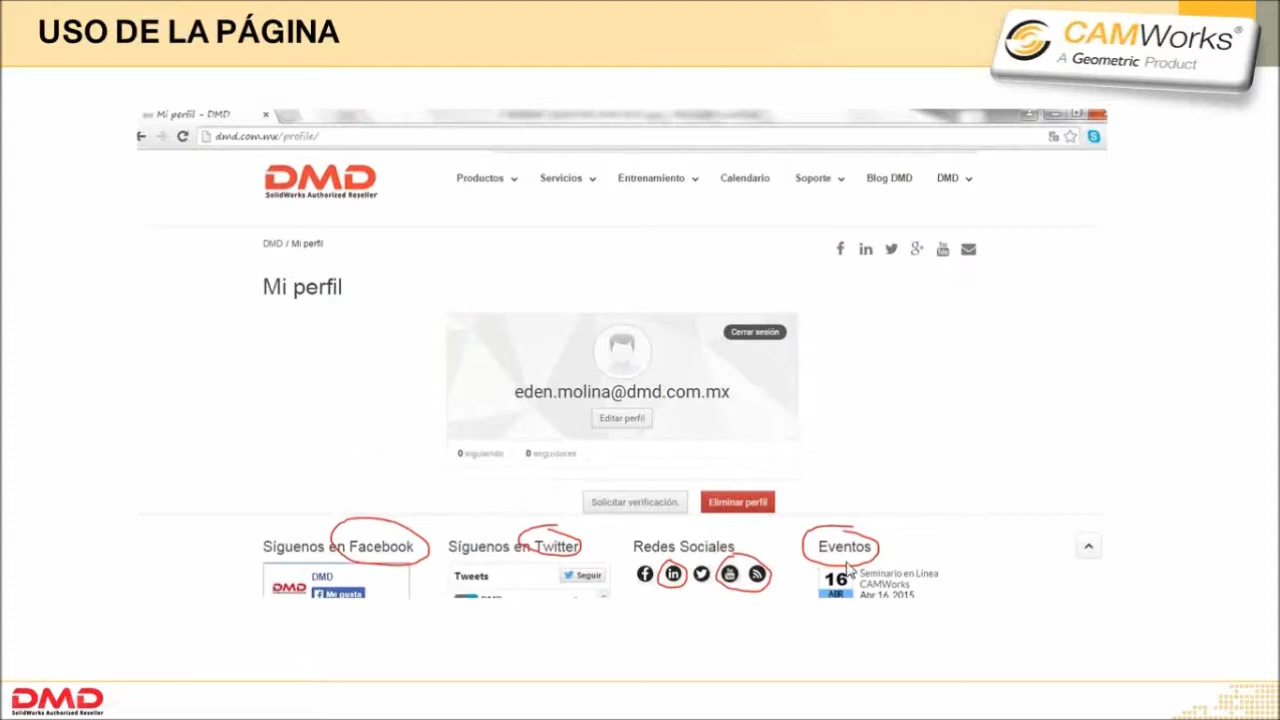 USO DE LA PÁGINA
CAMWorks®
A Geometric Product
Mi perfil - DMD
dmd.com.mx/profile/
DMD
SolidWorks Authorized Reseller
Productos Servicios Entrenamiento Calendario Soporte Blog DMD DMD
DMD / Mi perfil
Mi perfil
Cerrar sesión
eden.molina@dmd.com.mx
Editar perfil
0 siguiendo 0 seguidores
Solicitar verificación. Eliminar perfil
Síguenos en Facebook Síguenos en Twitter Redes Sociales Eventos
DMD
DMD
Me gusta
Tweets Seguir
DMD
16
ABR
Seminario en Línea
CAMWorks
Abr 16, 2015
DMD
SolidWorks Authorized Reseller